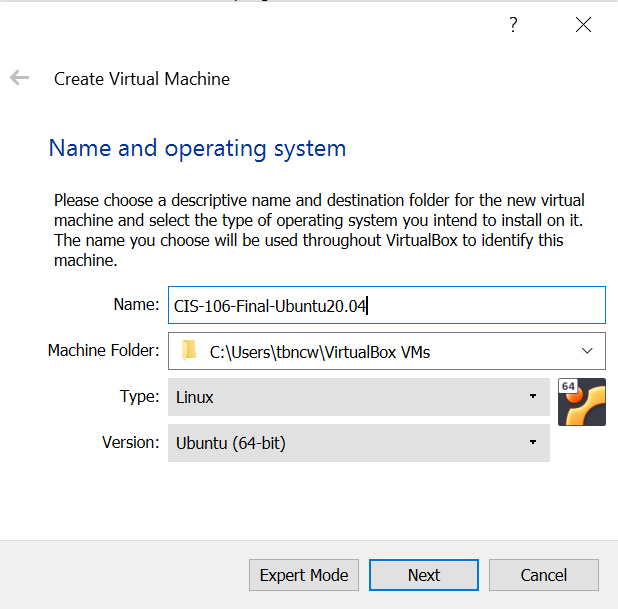 ?
Create Virtual Machine
Name and operating system
Please choose a descriptive name and destination folder for the new virtual
machine and select the type of operating system you intend to install on it.
The name you choose will be used throughout VirtualBox to identify this
machine.
Name: CIS-106-Final-Ubuntu20.04
Machine Folder: C:\Users\tbncw\VirtualBox VMs
Type: Linux
64
Version: Ubuntu (64-bit)
Expert Mode Next Cancel